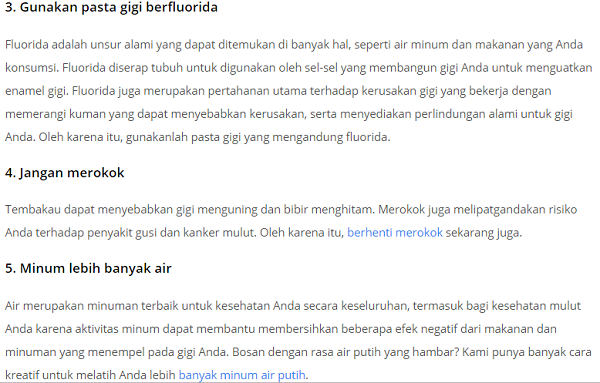 3. Gunakan pasta gigi berfluorida
Fluorida adalah unsur alami yang dapat ditemukan di banyak hal, seperti air minum dan makanan yang Anda
konsumsi. Fluorida diserap tubuh untuk digunakan oleh sel-sel yang membangun gigi Anda untuk menguatkan
enamel gigi. Fluorida juga merupakan pertahanan utama terhadap kerusakan gigi yang bekerja dengan
memerangi kuman yang dapat menyebabkan kerusakan, serta menyediakan perlindungan alami untuk gigi
Anda. Oleh karena itu, gunakanlah pasta gigi yang mengandung fluorida.
4. Jangan merokok
Tembakau dapat menyebabkan gigi menguning dan bibir menghitam. Merokok juga melipatgandakan risiko
Anda terhadap penyakit gusi dan kanker mulut. Oleh karena itu, berhenti merokok sekarang juga.
5. Minum lebih banyak air
Air merupakan minuman terbaik untuk kesehatan Anda secara keseluruhan, termasuk bagi kesehatan mulut
Anda karena aktivitas minum dapat membantu membersihkan beberapa efek negatif dari makanan dan
minuman yang menempel pada gigi Anda. Bosan dengan rasa air putih yang hambar? Kami punya banyak cara
kreatif untuk melatih Anda lebih banyak minum air putih.